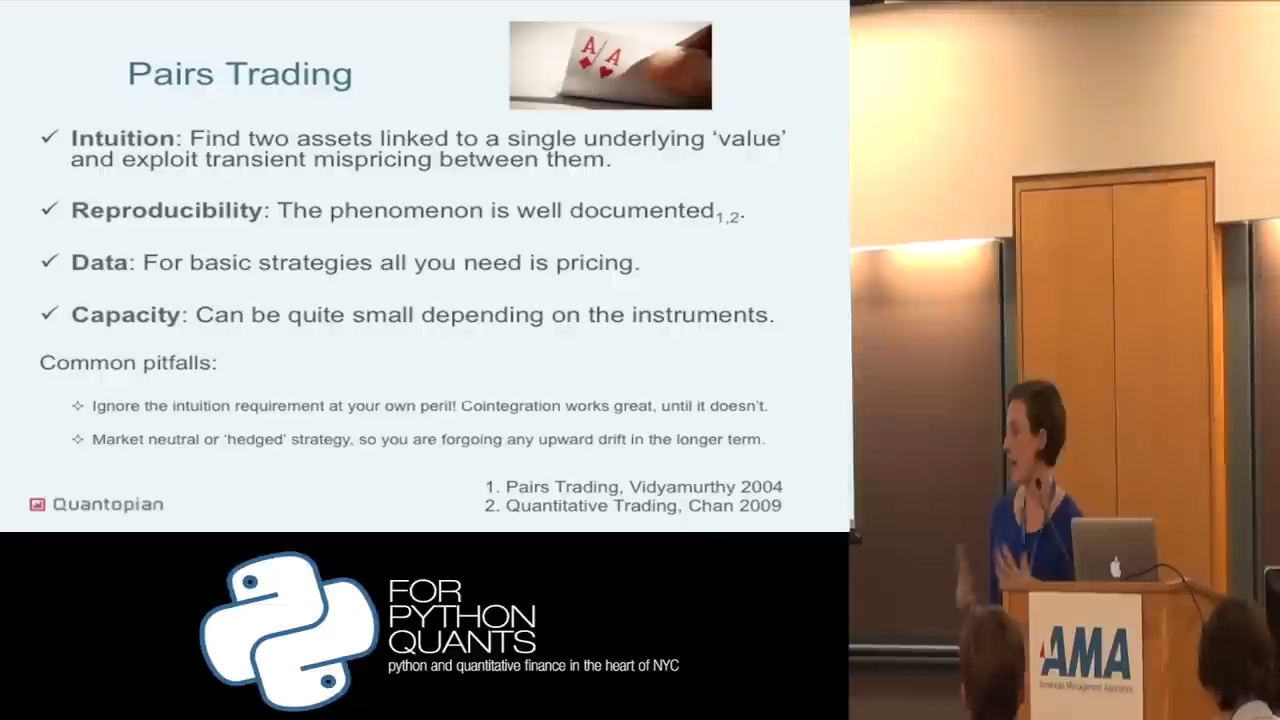 Pairs Trading
A A
✓ Intuition: Find two assets linked to a single underlying ‘value’
and exploit transient mispricing between them.
✓ Reproducibility: The phenomenon is well documented1,2.
✓ Data: For basic strategies all you need is pricing.
✓ Capacity: Can be quite small depending on the instruments.
Common pitfalls:
✧ Ignore the intuition requirement at your own peril! Cointegration works great, until it doesn’t.
✧ Market neutral or ‘hedged’ strategy, so you are forgoing any upward drift in the longer term.
1. Pairs Trading, Vidyamurthy 2004
2. Quantitative Trading, Chan 2009
Quantopian
FOR
PYTHON
QUANTS
python and quantitative finance in the heart of NYC
AMA
American Management Association